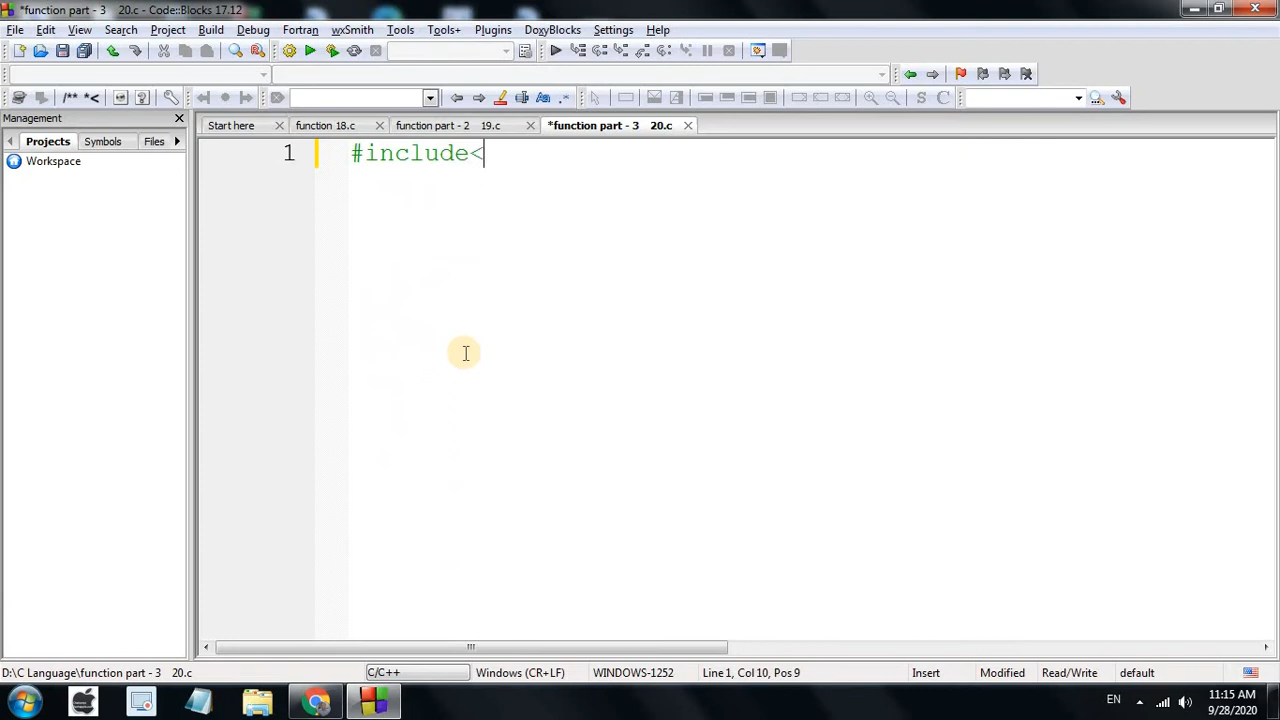 *function part - 3    20.c - Code::Blocks 17.12
File Edit View Search Project Build Debug Fortran wxSmith Tools Tools+ Plugins DoxyBlocks Settings Help
/** *<
S C
Management
Projects Symbols Files
Workspace
Start here function 18.c function part - 2    19.c *function part - 3    20.c
1 #include<
D:\C Language\function part - 3    20.c C/C++ Windows (CR+LF) WINDOWS-1252 Line 1, Col 10, Pos 9 Insert Modified Read/Write default
EN
11:15 AM
9/28/2020